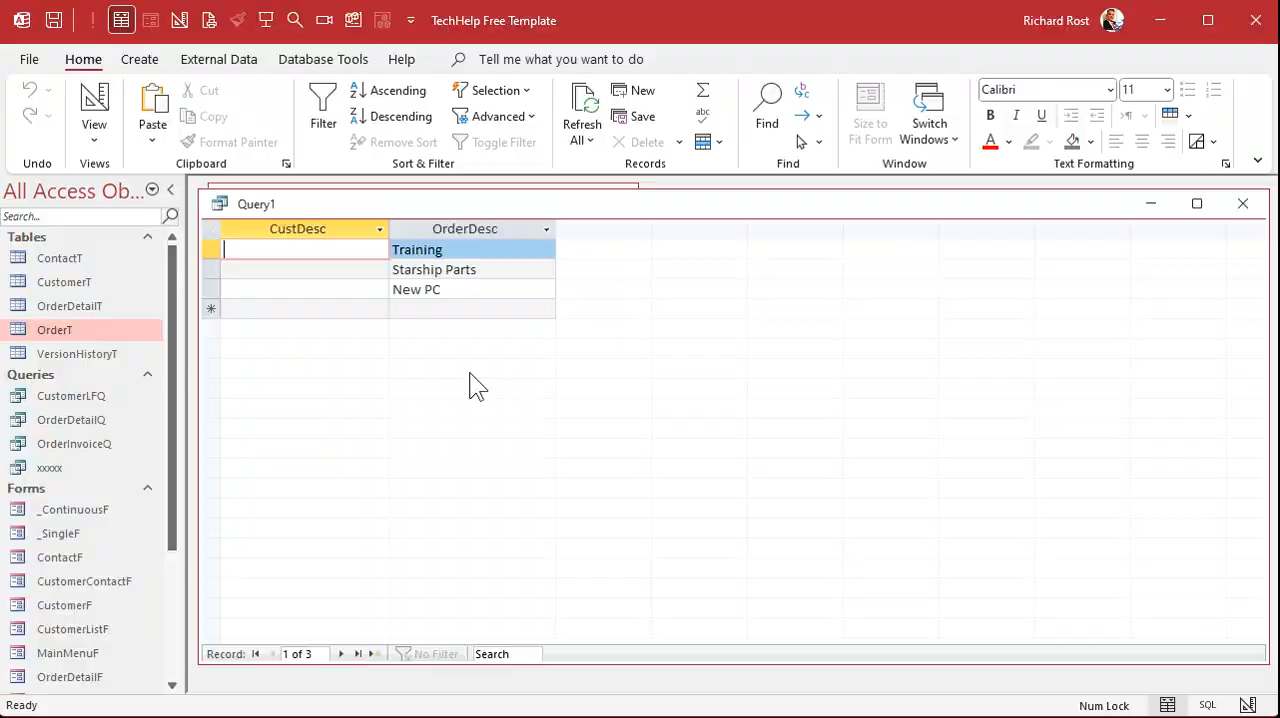 TechHelp Free Template
Richard Rost
File Home Create External Data Database Tools Help Tell me what you want to do
View
Views
Undo
Paste
Cut
Copy
Format Painter
Clipboard
Filter
Ascending
Descending
Remove Sort
Selection
Advanced
Toggle Filter
Sort & Filter
Refresh
All
New
Save
Delete
Records
Find
Find
Size to
Fit Form
Switch
Windows
Window
Calibri
11
B I U
A
Text Formatting
All Access Ob...
Search...
Tables
ContactT
CustomerT
OrderDetailT
OrderT
VersionHistoryT
Queries
CustomerLFQ
OrderDetailQ
OrderInvoiceQ
xxxxx
Forms
_ContinuousF
_SingleF
ContactF
CustomerContactF
CustomerF
CustomerListF
MainMenuF
OrderDetailF
Query1
CustDesc OrderDesc
Training
Starship Parts
New PC
Record: 1 of 3 No Filter Search
Ready
Num Lock
SQL